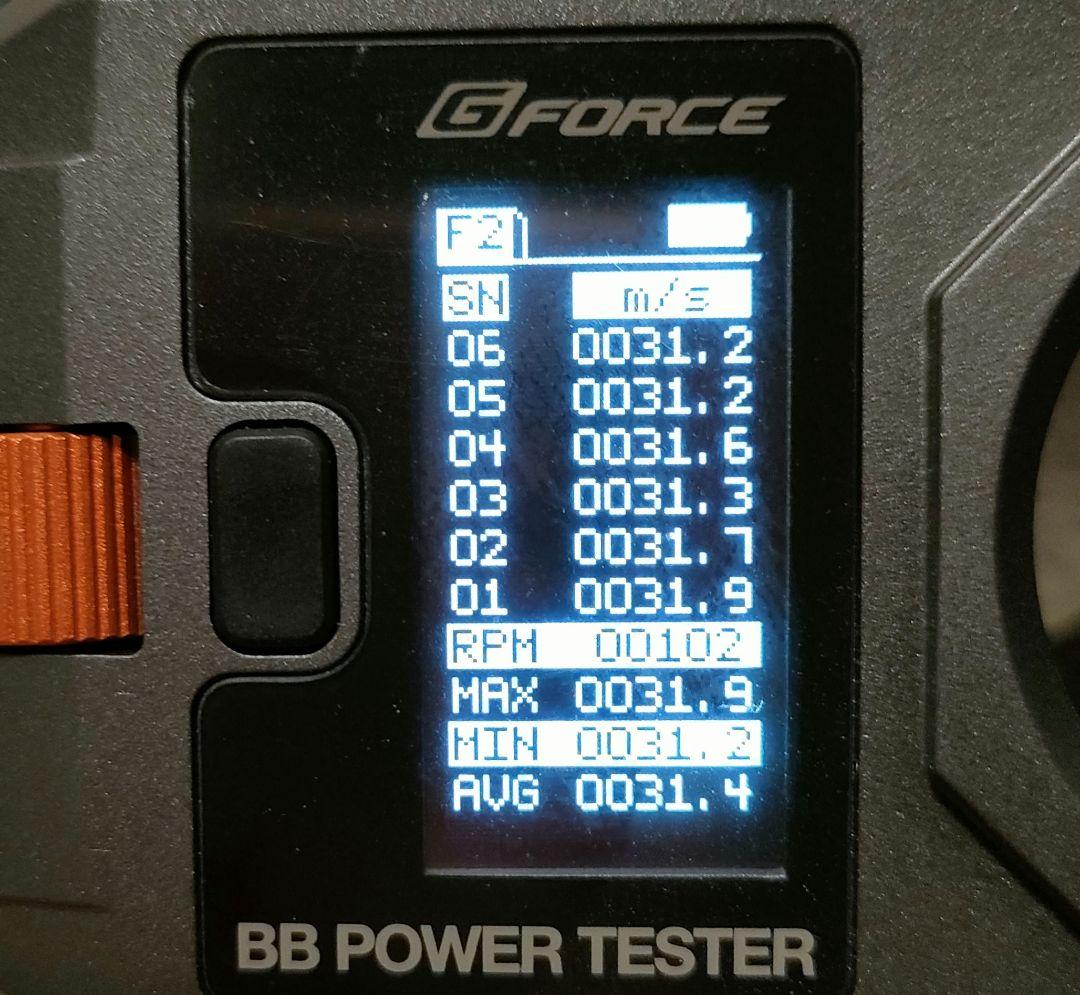 G FORCE
F2
SN m/s
06 0031.2
05 0031.2
04 0031.6
03 0031.3
02 0031.7
01 0031.9
RPM 00102
MAX 0031.9
MIN 0031.2
AVG 0031.4
BB POWER TESTER